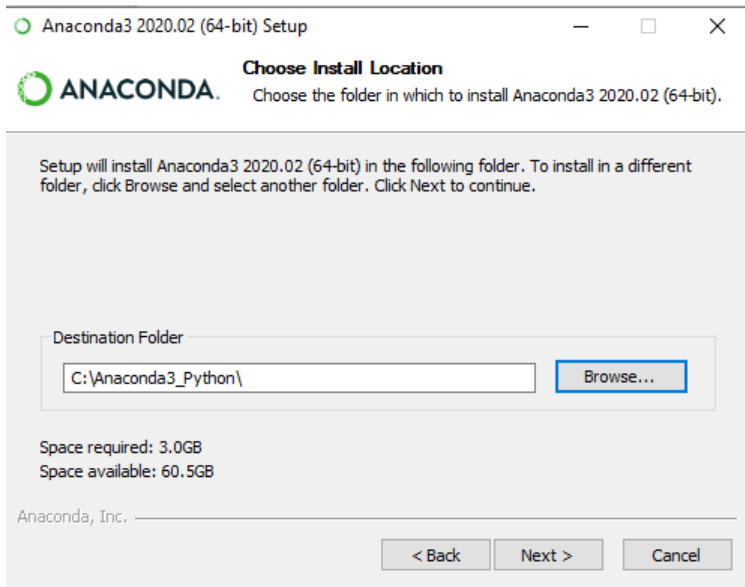 Anaconda3 2020.02 (64-bit) Setup
ANACONDA.
Choose Install Location
Choose the folder in which to install Anaconda3 2020.02 (64-bit).
Setup will install Anaconda3 2020.02 (64-bit) in the following folder. To install in a different
folder, click Browse and select another folder. Click Next to continue.
Destination Folder
C:\Anaconda3_Python\
Browse...
Space required: 3.0GB
Space available: 60.5GB
Anaconda, Inc.
< Back
Next >
Cancel